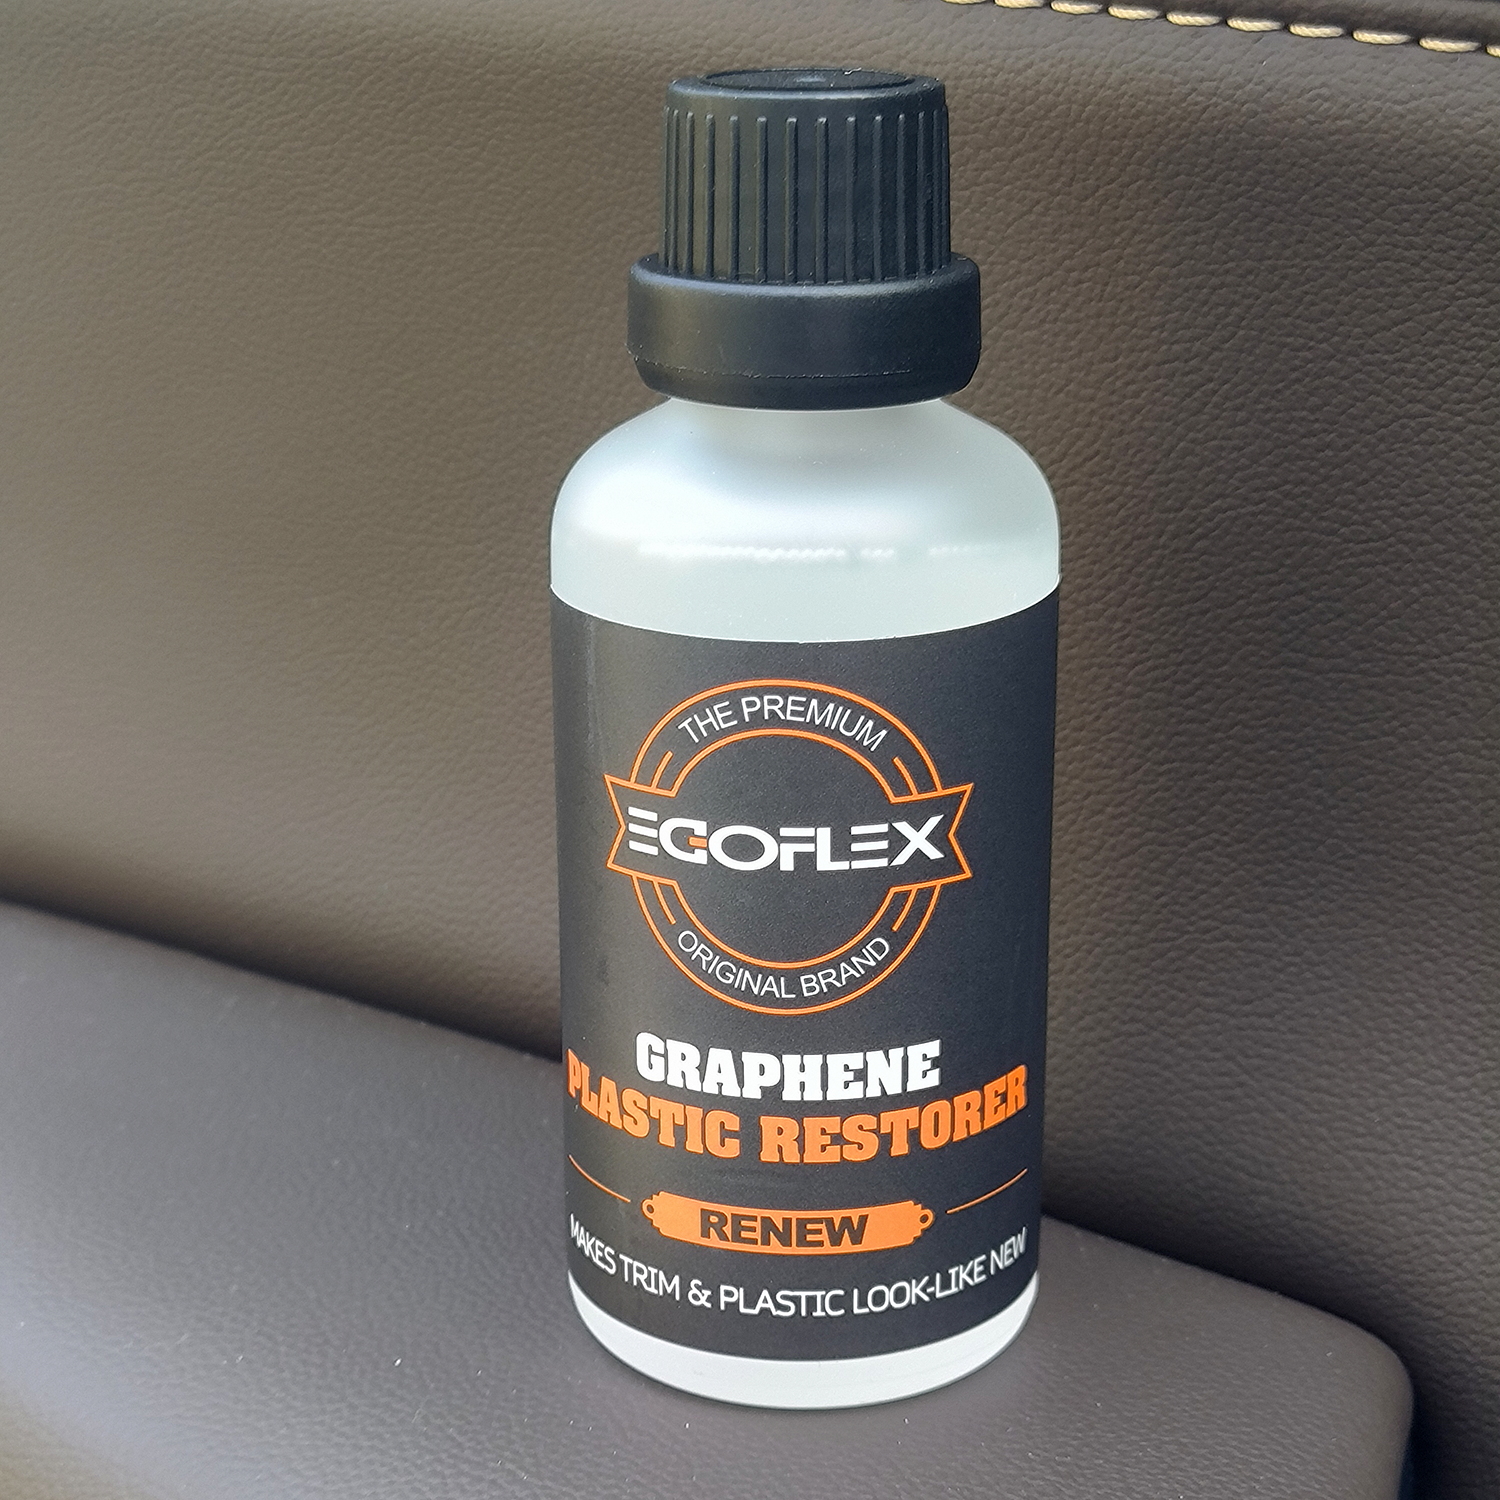 THE PREMIUM
EGOFLEX
ORIGINAL BRAND
GRAPHENE
PLASTIC RESTORER
RENEW
MAKES TRIM & PLASTIC LOOK-LIKE NEW